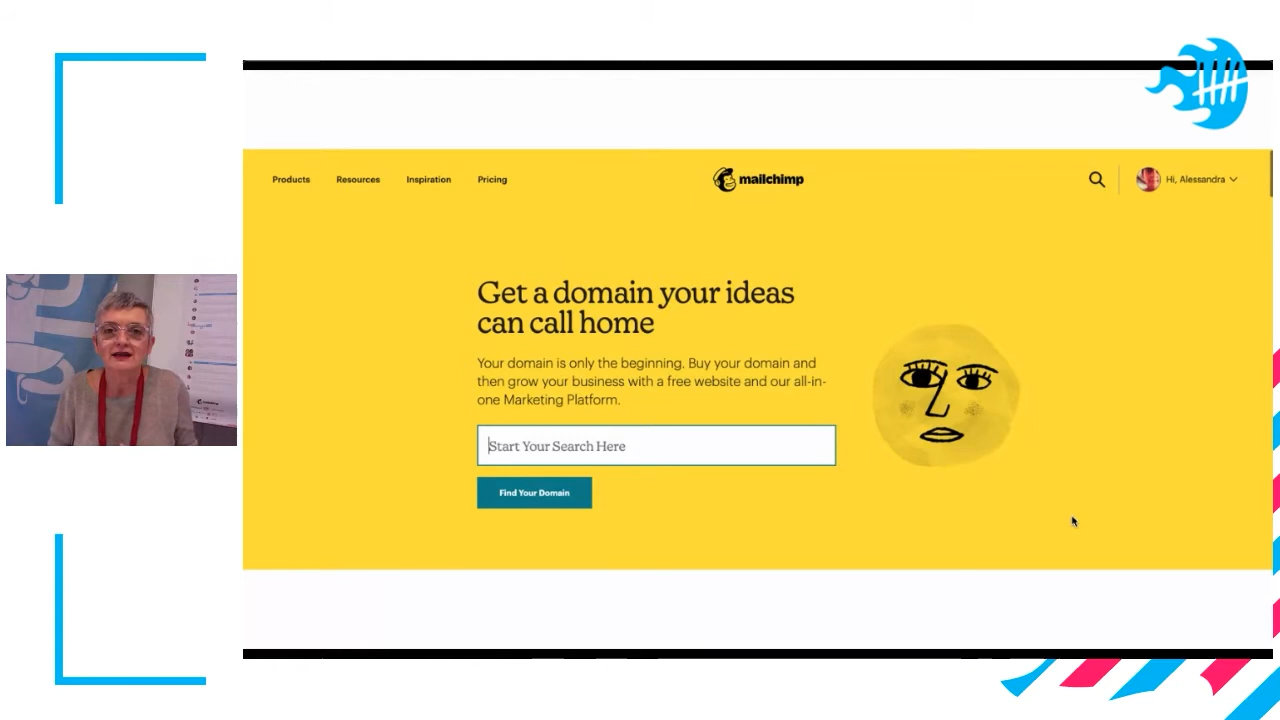 Products
Resources
Inspiration
Pricing
mailchimp
Hi, Alessandra
Get a domain your ideas
can call home
Your domain is only the beginning. Buy your domain and
then grow your business with a free website and our all-in-
one Marketing Platform.
Start Your Search Here
Find Your Domain